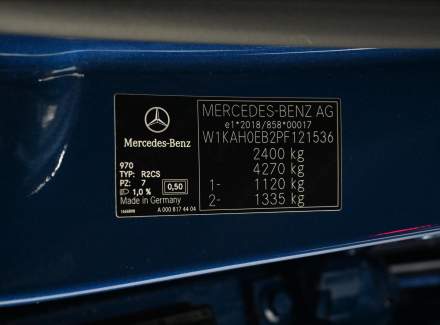 Mercedes-Benz
970
TYP: R2CS
PZ: 7
1,0 % 0,50
Made in Germany
A 000 817 44 04
MERCEDES-BENZ AG
e1*2018/858*00017
W1KAH0EB2PF121536
2400 kg
4270 kg
1- 1120 kg
2- 1335 kg